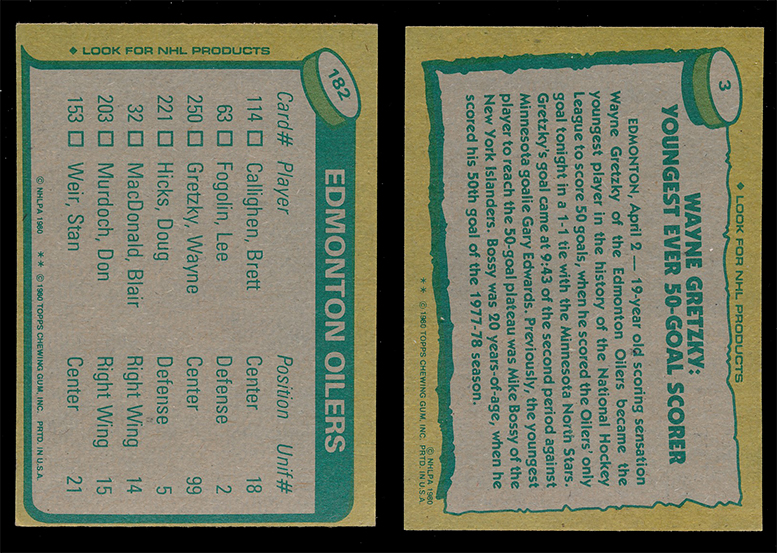 ◆ LOOK FOR NHL PRODUCTS
182
EDMONTON OILERS
Card# Player Position Unif#
114 □ Callighen, Brett Center 18
63 □ Fogolin, Lee Defense 2
250 □ Gretzky, Wayne Center 99
221 □ Hicks, Doug Defense 5
32 □ MacDonald, Blair Right Wing 14
203 □ Murdoch, Don Right Wing 15
153 □ Weir, Stan Center 21
© NHLPA 1980 ** © 1980 TOPPS CHEWING GUM, INC. PRTD. IN U.S.A.
3
◆ LOOK FOR NHL PRODUCTS
WAYNE GRETZKY:
YOUNGEST EVER 50-GOAL SCORER
EDMONTON, April 2 — 19-year old scoring sensation
Wayne Gretzky of the Edmonton Oilers became the
youngest player in the history of the National Hockey
League to score 50 goals, when he scored the Oilers' only
goal tonight in a 1-1 tie with the Minnesota North Stars.
Gretzky's goal came at 9:43 of the second period against
Minnesota goalie Gary Edwards. Previously, the youngest
player to reach the 50-goal plateau was Mike Bossy of the
New York Islanders. Bossy was 20 years-of-age, when he
scored his 50th goal of the 1977-78 season.
** © 1980 TOPPS CHEWING GUM, INC. PRTD. IN U.S.A. © NHLPA 1980